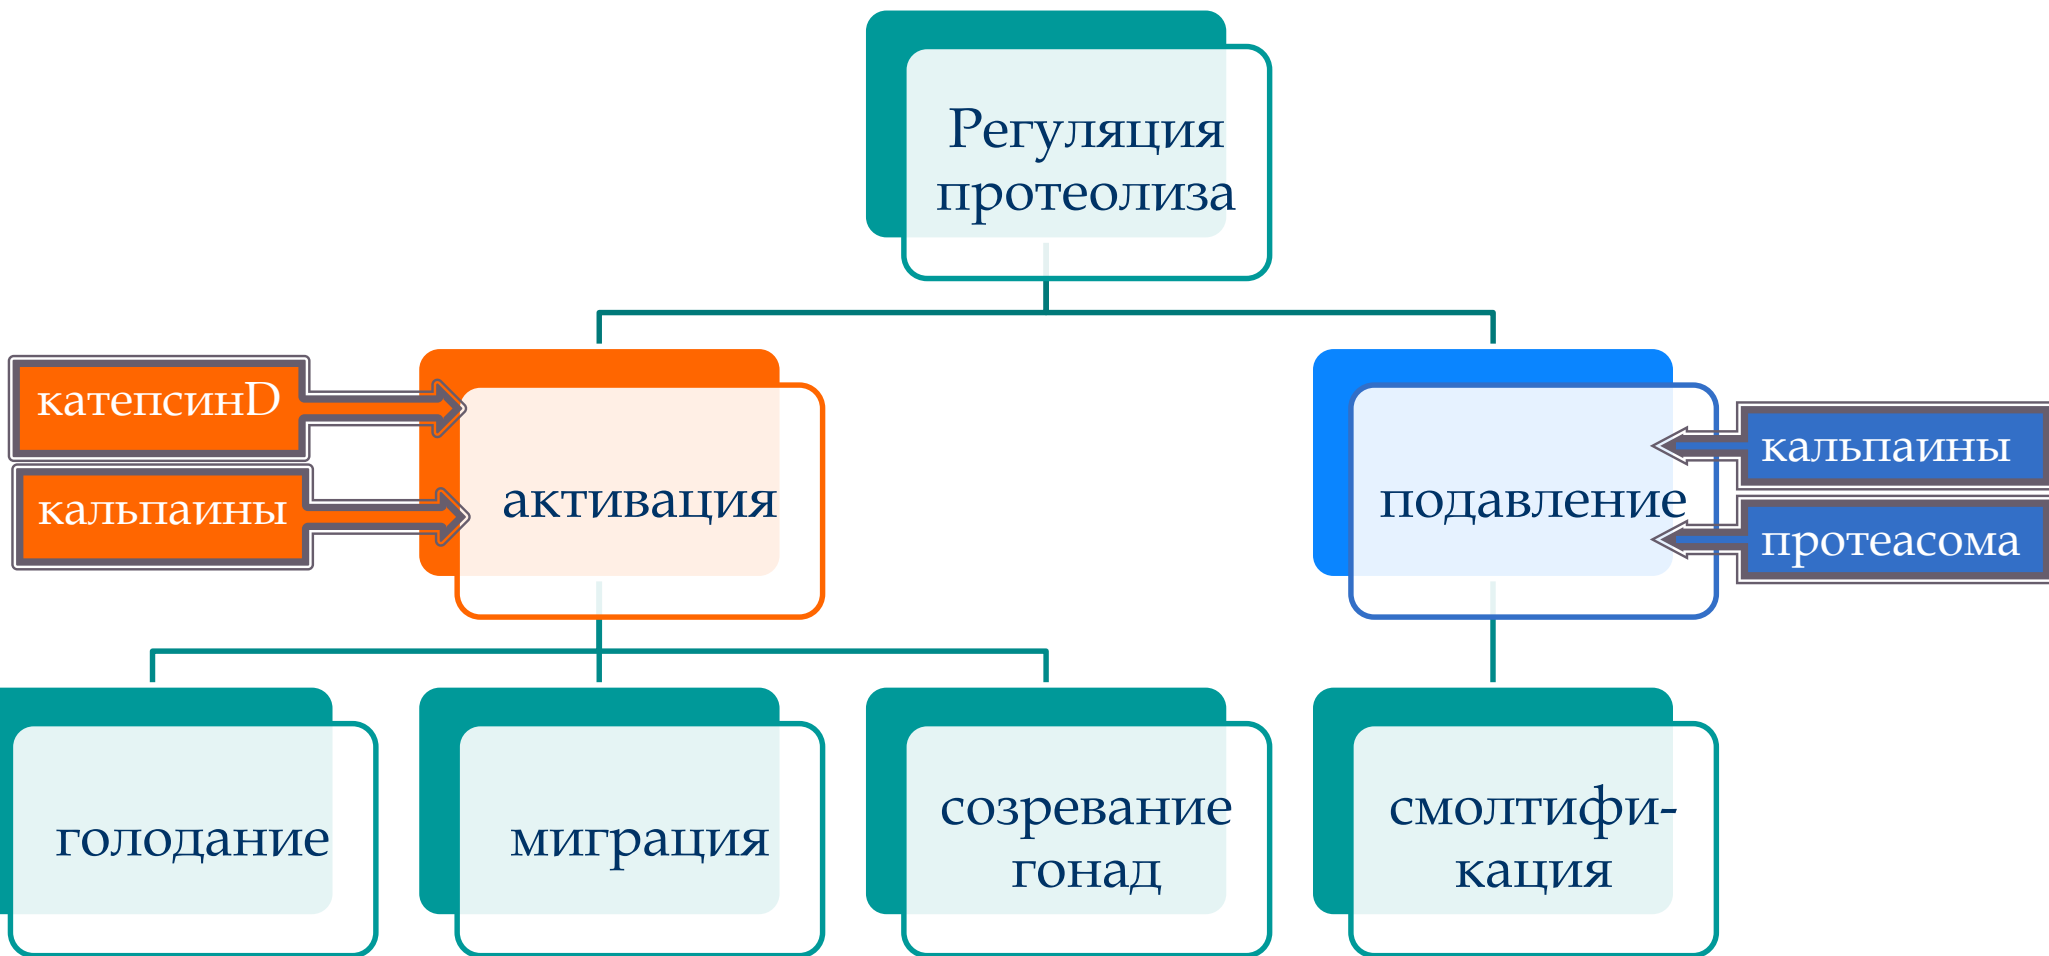 Регуляция
протеолиза
катепсинD
кальпаины
активация
подавление
кальпаины
протеасома
голодание
миграция
созревание
гонад
смолтифи-
кация